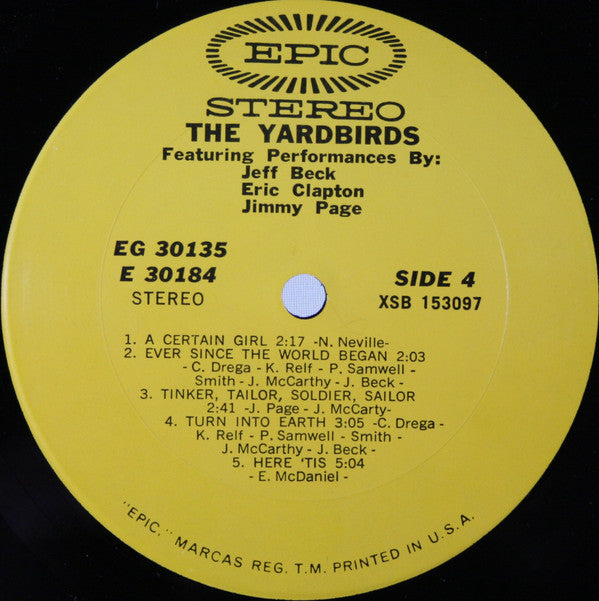 EPIC
STEREO
THE YARDBIRDS
Featuring Performances By:
Jeff Beck
Eric Clapton
Jimmy Page
EG 30135
E 30184
STEREO
SIDE 4
XSB 153097
1. A CERTAIN GIRL 2:17 -N. Neville-
2. EVER SINCE THE WORLD BEGAN 2:03
- C. Drega - K. Relf - P. Samwell -
Smith - J. McCarthy - J. Beck -
3. TINKER, TAILOR, SOLDIER, SAILOR
2:41 -J. Page - J. McCarty-
4. TURN INTO EARTH 3:05 -C. Drega -
K. Relf - P. Samwell - Smith -
J. McCarthy - J. Beck -
5. HERE 'TIS 5:04
- E. McDaniel -
"EPIC," MARCAS REG. T.M. PRINTED IN U.S.A.